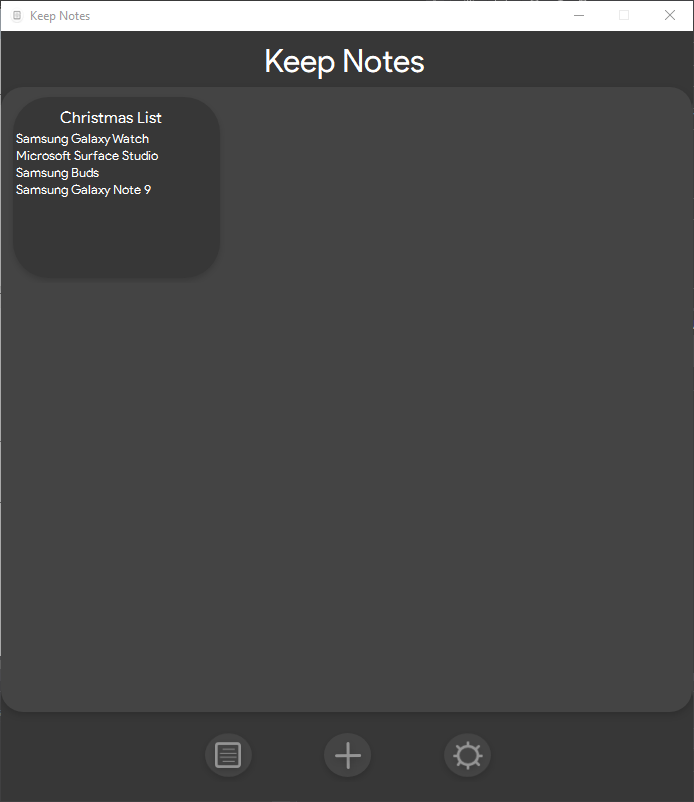 Keep Notes
Keep Notes
Christmas List
Samsung Galaxy Watch
Microsoft Surface Studio
Samsung Buds
Samsung Galaxy Note 9